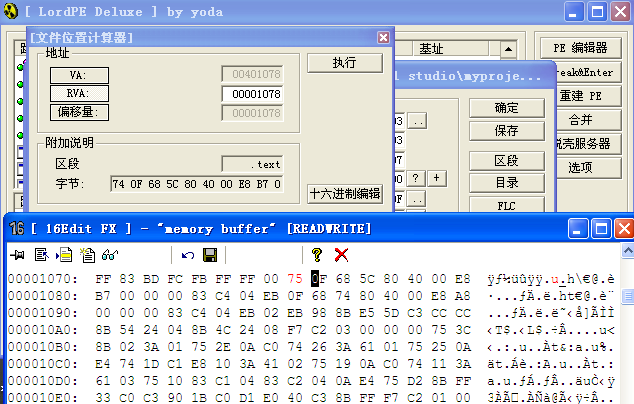 [ LordPE Deluxe ] by yoda
[文件位置计算器]
地址
VA:
00401078
RVA:
00001078
偏移量:
00001078
执行
附加说明
区段
.text
字节:
74 0F 68 5C 80 40 00 E8 B7 0
十六进制编辑
基址
l studio\myproje...
确定
保存
区段
目录
FLC
03
..
03
07
00
?
+
0F
..
PE 编辑器
reak&Enter
重建 PE
合并
脱壳服务器
选项
16 [ 16Edit FX ] - "memory buffer" [READWRITE]
00001070: FF 83 BD FC FB FF FF 00 75 0F 68 5C 80 40 00 E8 ÿƒ½üûÿÿ.u.h\€@.è
00001080: B7 00 00 00 83 C4 04 EB 0F 68 74 80 40 00 E8 A8 ·...ƒÄ.ë.ht€@.è¨
00001090: 00 00 00 83 C4 04 EB 02 EB 98 8B E5 5D C3 CC CC ...ƒÄ.ë.ë˜‹å]ÃÌÌ
000010A0: 8B 54 24 04 8B 4C 24 08 F7 C2 03 00 00 00 75 3C ‹T$.‹L$.÷Â....u<
000010B0: 8B 02 3A 01 75 2E 0A C0 74 26 3A 61 01 75 25 0A ‹.:.u..Àt&:a.u%.
000010C0: E4 74 1D C1 E8 10 3A 41 02 75 19 0A C0 74 11 3A ät.Áè.:A.u..Àt.:
000010D0: 61 03 75 10 83 C1 04 83 C2 04 0A E4 75 D2 8B FF a.u.ƒÁ.ƒÂ..äuÒ‹ÿ
000010E0: 33 C0 C3 90 1B C0 D1 E0 40 C3 8B FF F7 C2 01 00 3ÀÃ..ÀÑà@Ã‹ÿ÷Â..